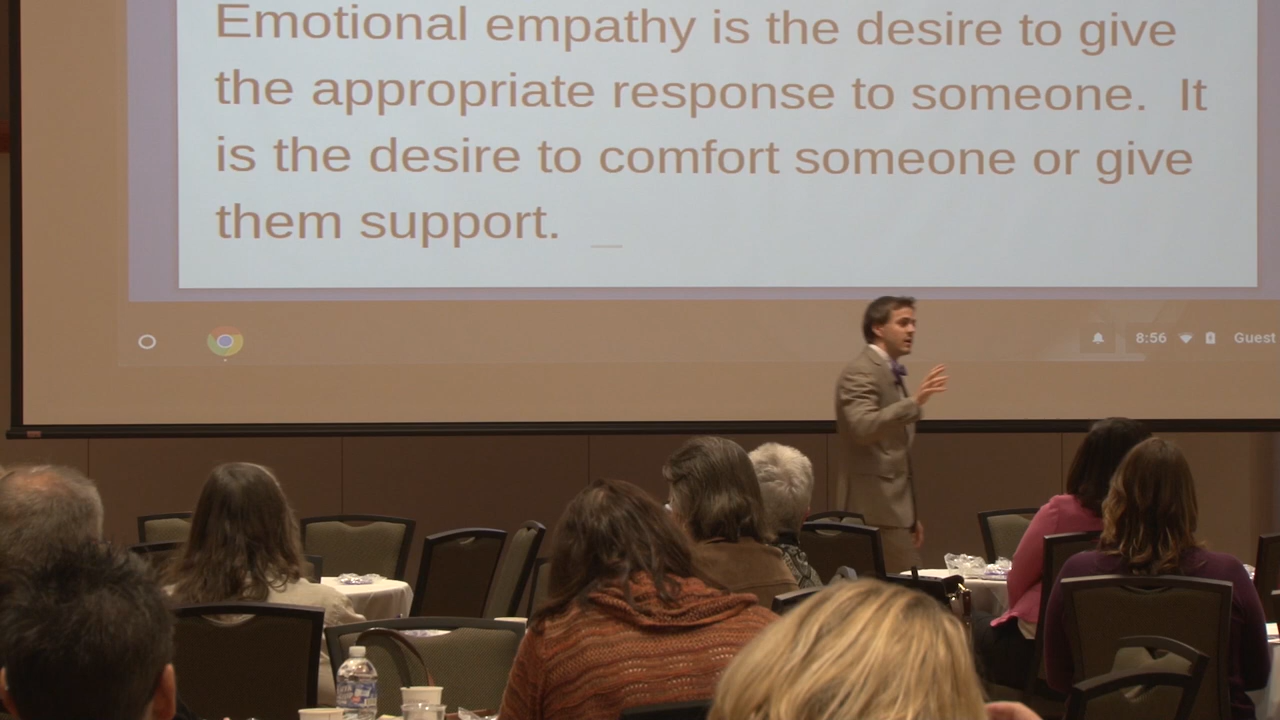 Emotional empathy is the desire to give
the appropriate response to someone.  It
is the desire to comfort someone or give
them support.  _
8:56 Guest